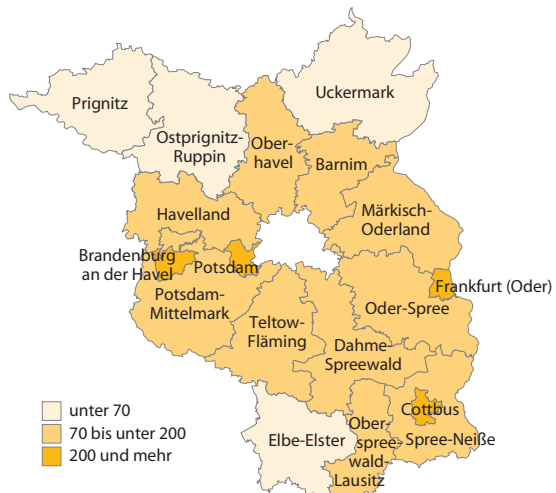 Uckermark
Prignitz
Ostprignitz-
Ruppin
Ober-
havel
Barnim
Havelland
Märkisch-
Oderland
Brandenburg
an der Havel
Potsdam
Frankfurt (Oder)
Potsdam-
Mittelmark
Oder-Spree
Teltow-
Fläming
Dahme-
Spreewald
unter 70
70 bis unter 200
200 und mehr
Cottbus
Elbe-Elster
Ober-
spree-
wald-
Lausitz
Spree-Neiße